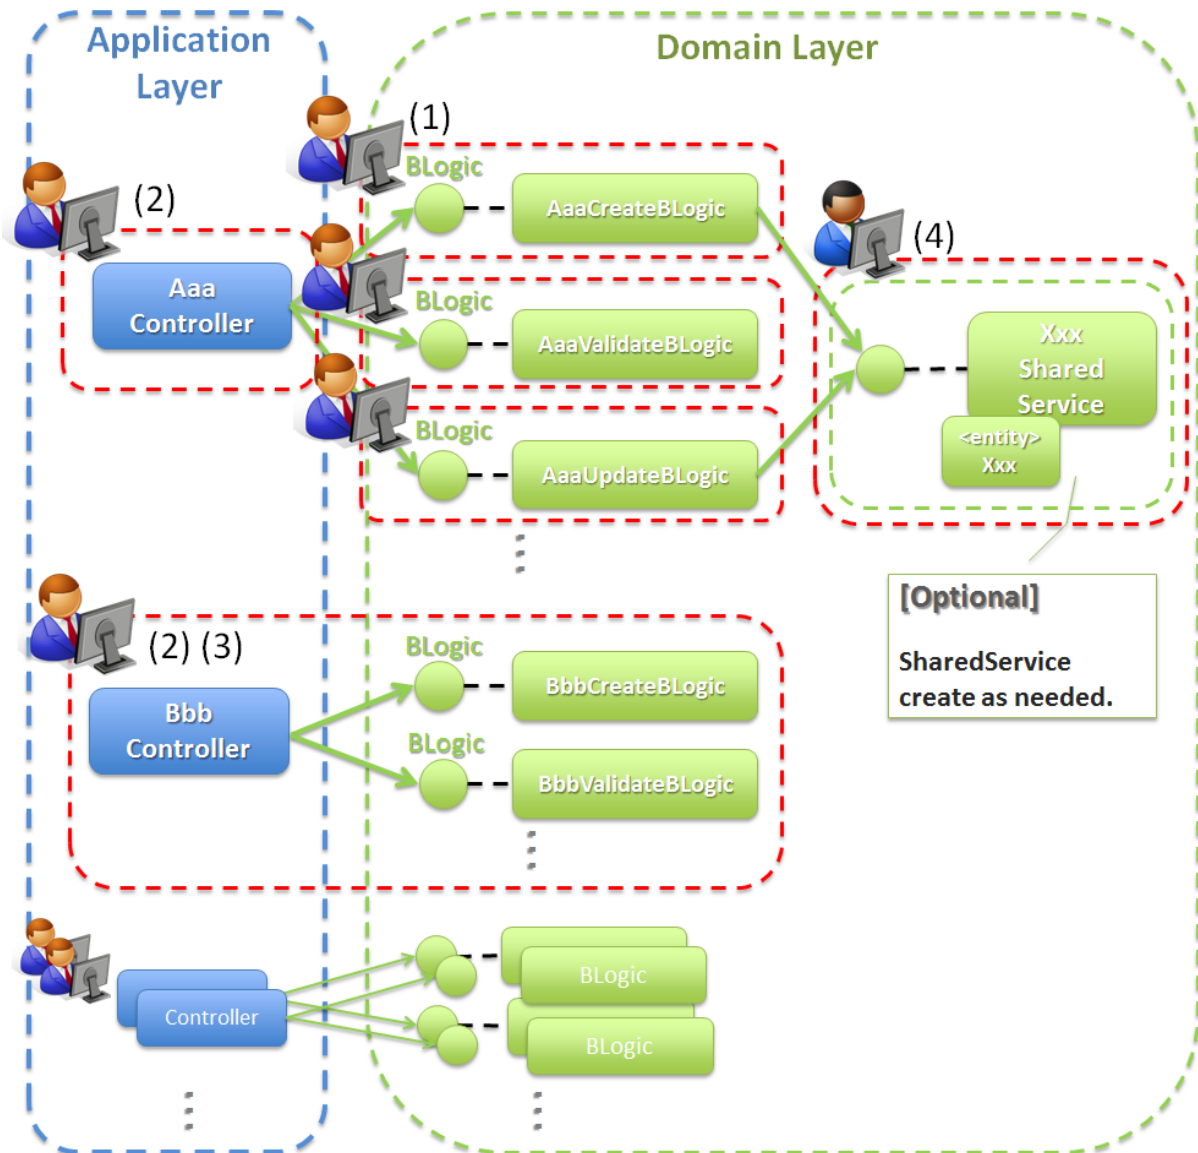 Application
Layer
Domain Layer
(1)
(2)
BLogic
AaaCreateBLogic
(4)
Aaa
Controller
BLogic
AaaValidateBLogic
Xxx
Shared
Service
BLogic
<entity>
Xxx
AaaUpdateBLogic
[Optional]
SharedService
create as needed.
(2) (3)
BLogic
BbbCreateBLogic
Bbb
Controller
BLogic
BbbValidateBLogic
BLogic
Controller
BLogic